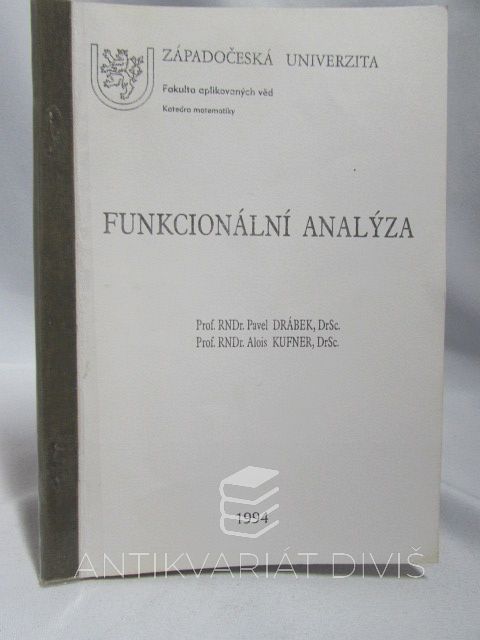 ZÁPADOČESKÁ UNIVERZITA
Fakulta aplikovaných věd
Katedra matematiky
FUNKCIONÁLNÍ ANALÝZA
Prof. RNDr. Pavel DRÁBEK, DrSc.
Prof. RNDr. Alois KUFNER, DrSc.
1994
ANTIKVARIÁT DIVIŠ